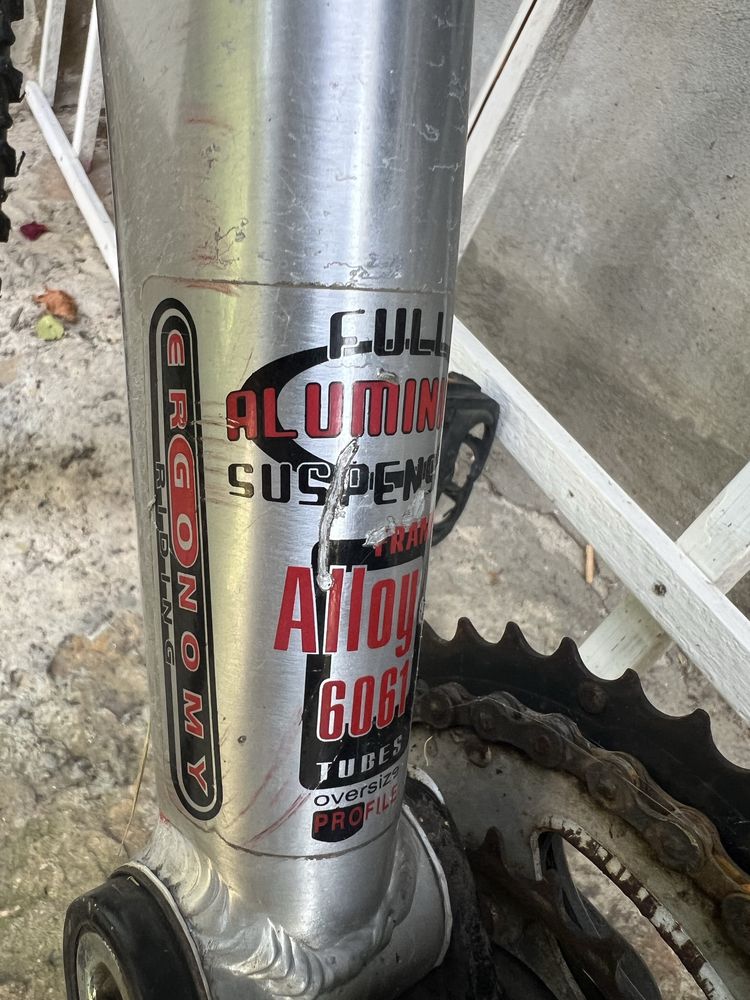 ERGONOMY
RIDING
FULL
ALUMIN
SUSPENS
FRAM
Alloy
6061
TUBES
oversize
PROFILE